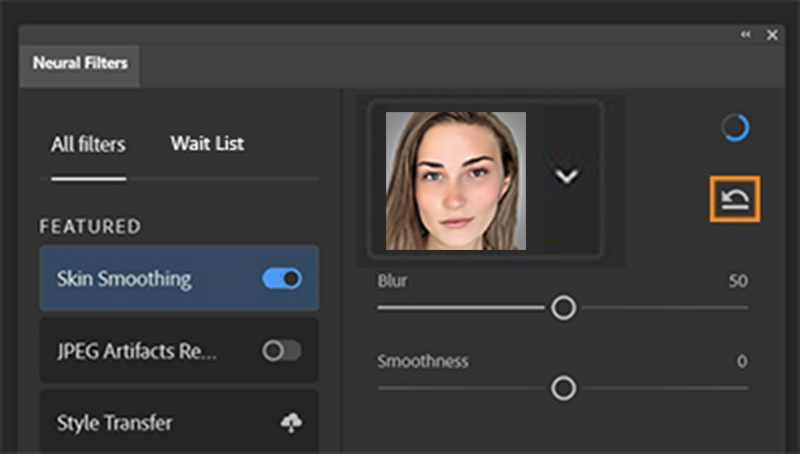 Neural Filters
All filters
Wait List
FEATURED
Skin Smoothing
JPEG Artifacts Re...
Style Transfer
Blur 50
Smoothness 0